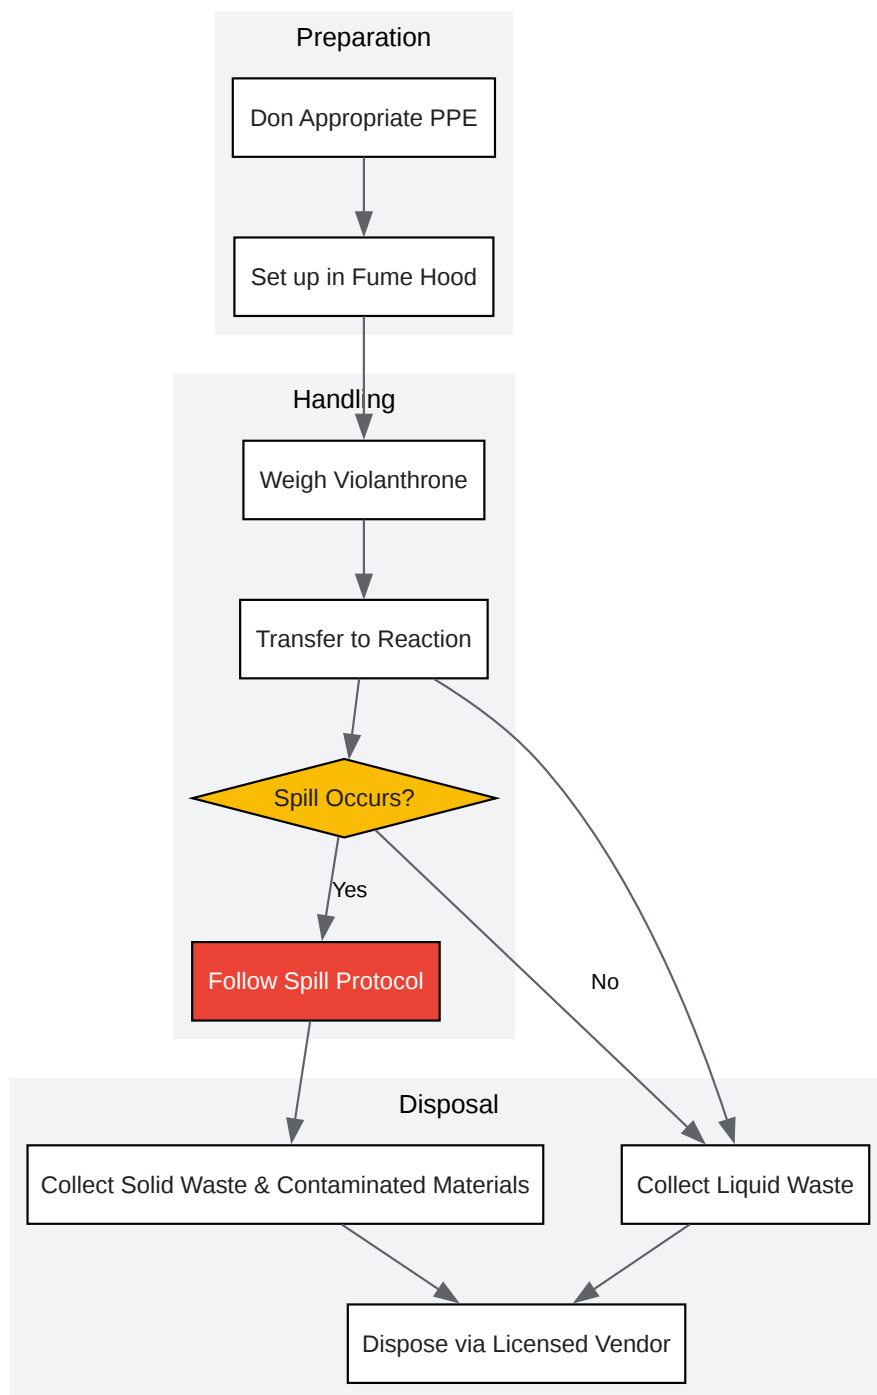 Preparation
Don Appropriate PPE
Set up in Fume Hood
Handling
Weigh Violanthrone
Transfer to Reaction
Spill Occurs?
Yes
Follow Spill Protocol
No
Disposal
Collect Solid Waste & Contaminated Materials
Collect Liquid Waste
Dispose via Licensed Vendor